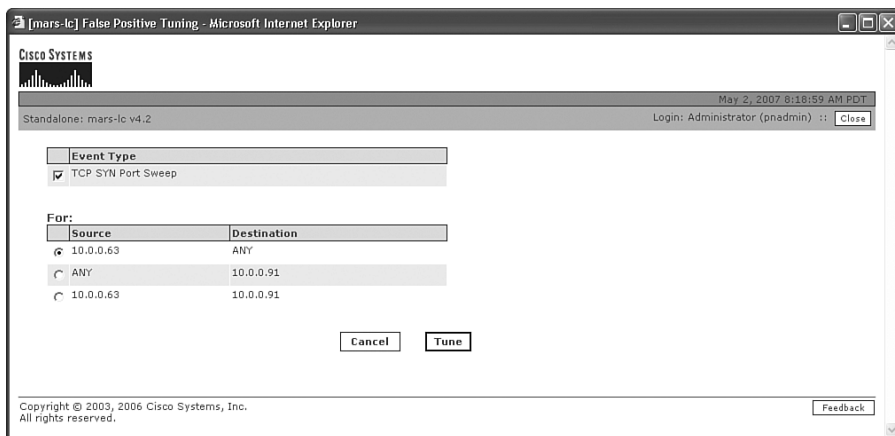 [mars-lc] False Positive Tuning - Microsoft Internet Explorer
CISCO SYSTEMS
May 2, 2007 8:18:59 AM PDT
Standalone: mars-lc v4.2 Login: Administrator (pnadmin) :: Close
Event Type
TCP SYN Port Sweep
For:
Source Destination
10.0.0.63 ANY
ANY 10.0.0.91
10.0.0.63 10.0.0.91
Cancel Tune
Copyright © 2003, 2006 Cisco Systems, Inc.
All rights reserved.
Feedback